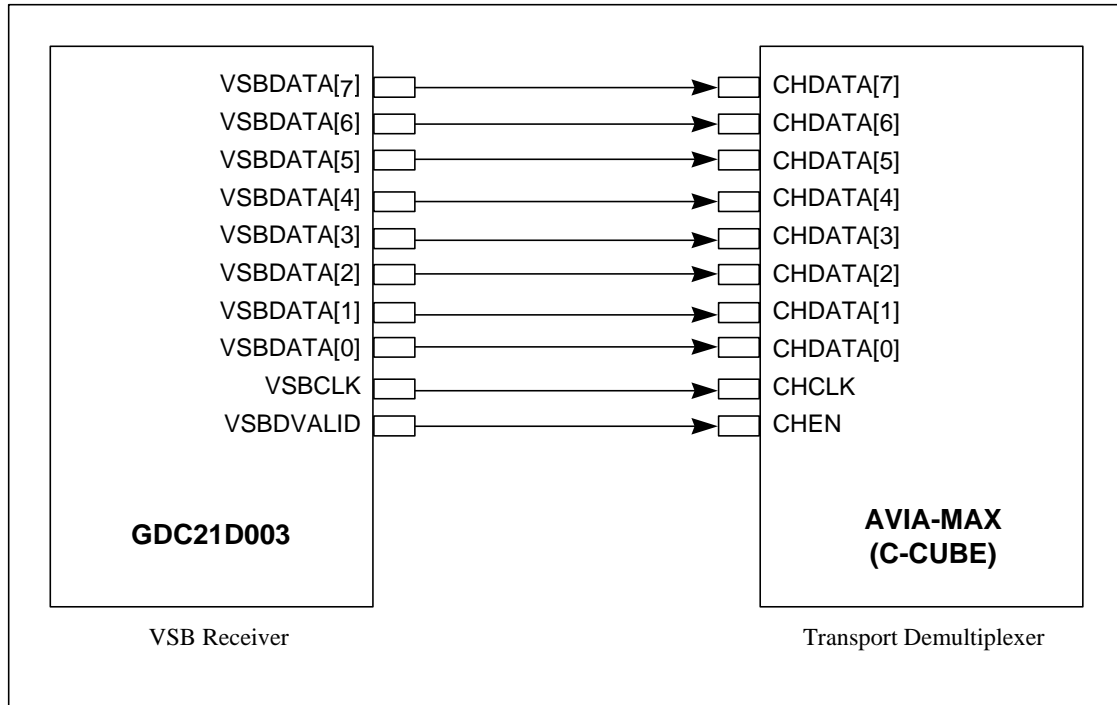 VSBDATA[7]
VSBDATA[6]
VSBDATA[5]
VSBDATA[4]
VSBDATA[3]
VSBDATA[2]
VSBDATA[1]
VSBDATA[0]
VSBCLK
VSBDVALID
GDC21D003
VSB Receiver
CHDATA[7]
CHDATA[6]
CHDATA[5]
CHDATA[4]
CHDATA[3]
CHDATA[2]
CHDATA[1]
CHDATA[0]
CHCLK
CHEN
AVIA-MAX
(C-CUBE)
Transport Demultiplexer